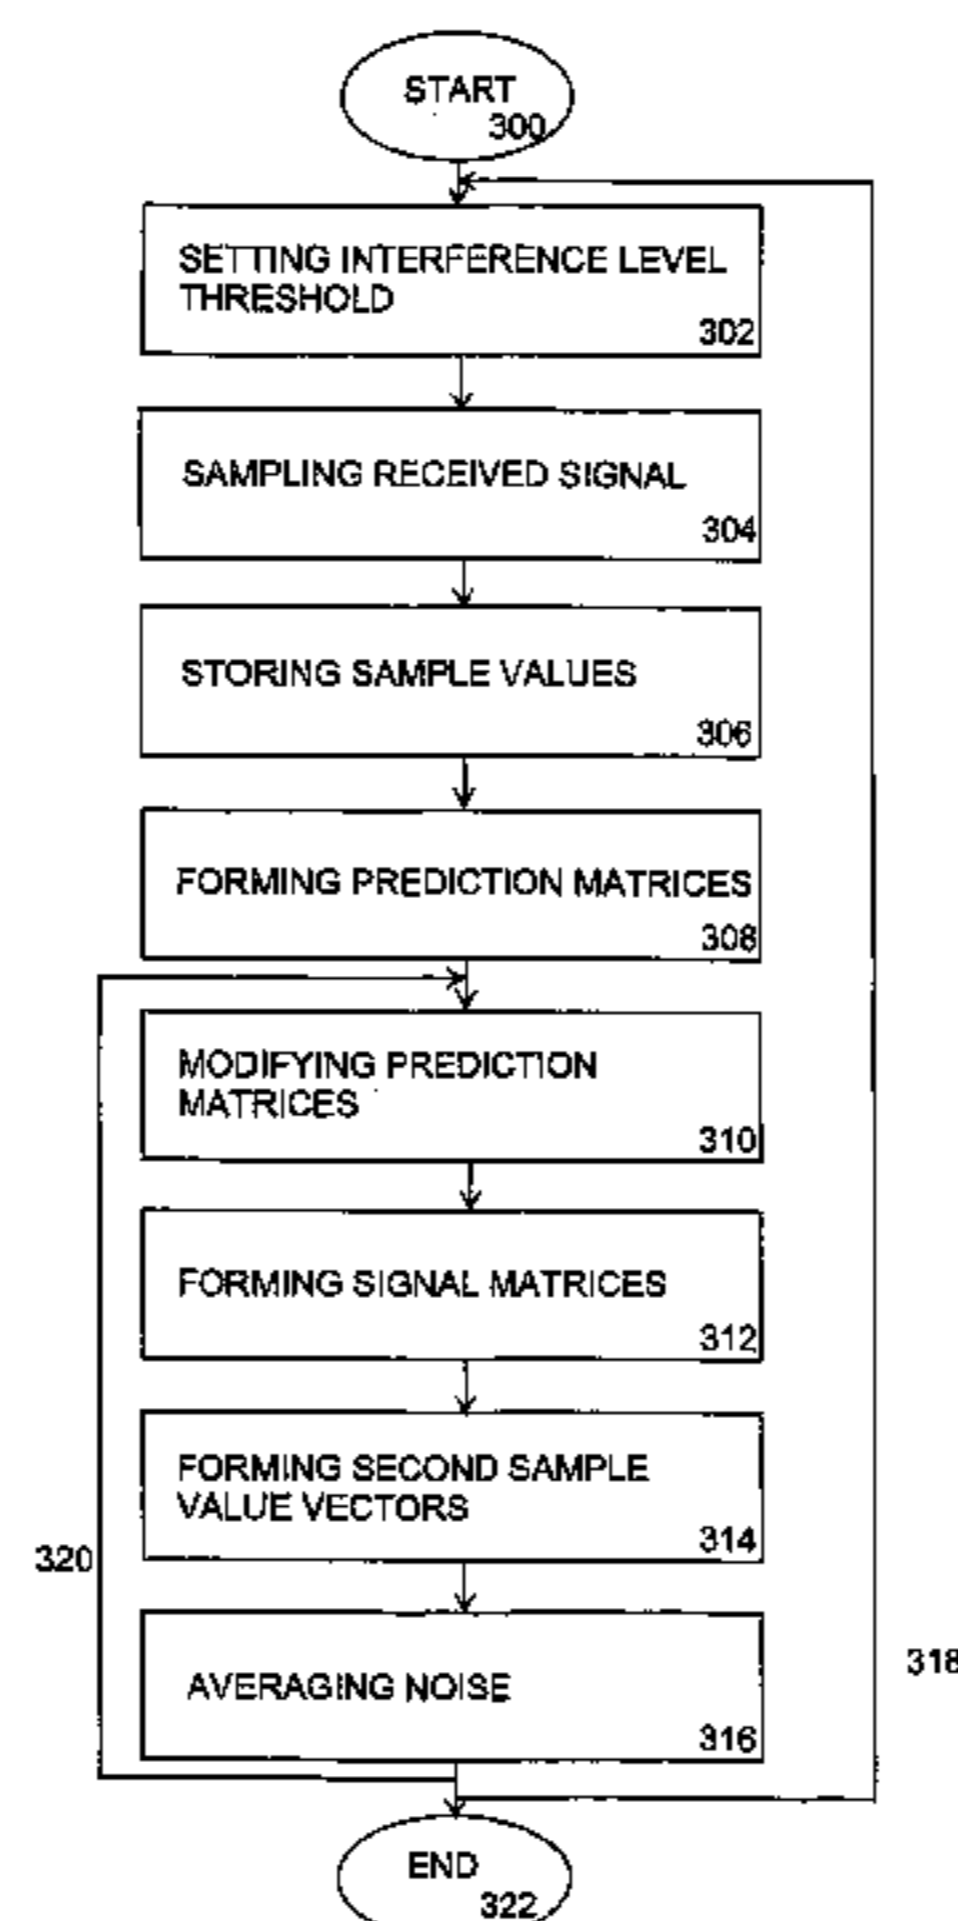 START
300
SETTING INTERFERENCE LEVEL
THRESHOLD
302
SAMPLING RECEIVED SIGNAL
304
STORING SAMPLE VALUES
306
FORMING PREDICTION MATRICES
308
MODIFYING PREDICTION
MATRICES
310
FORMING SIGNAL MATRICES
312
FORMING SECOND SAMPLE
VALUE VECTORS
314
320
AVERAGING NOISE
316
318
END
322